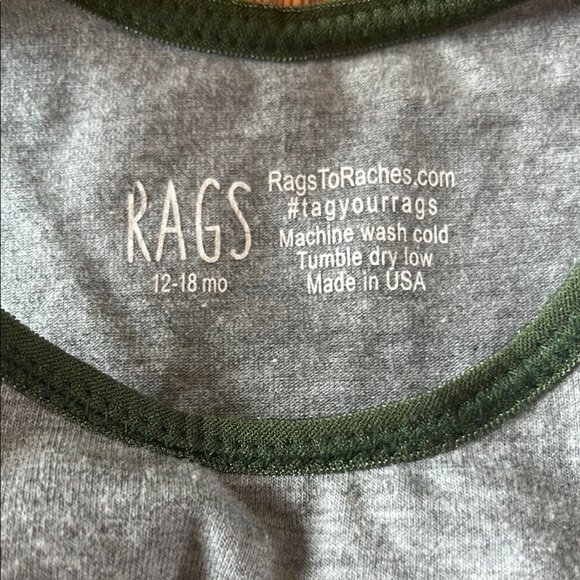 RAGS
12-18 mo
RagsToRaches.com
#tagyourrags
Machine wash cold
Tumble dry low
Made in USA